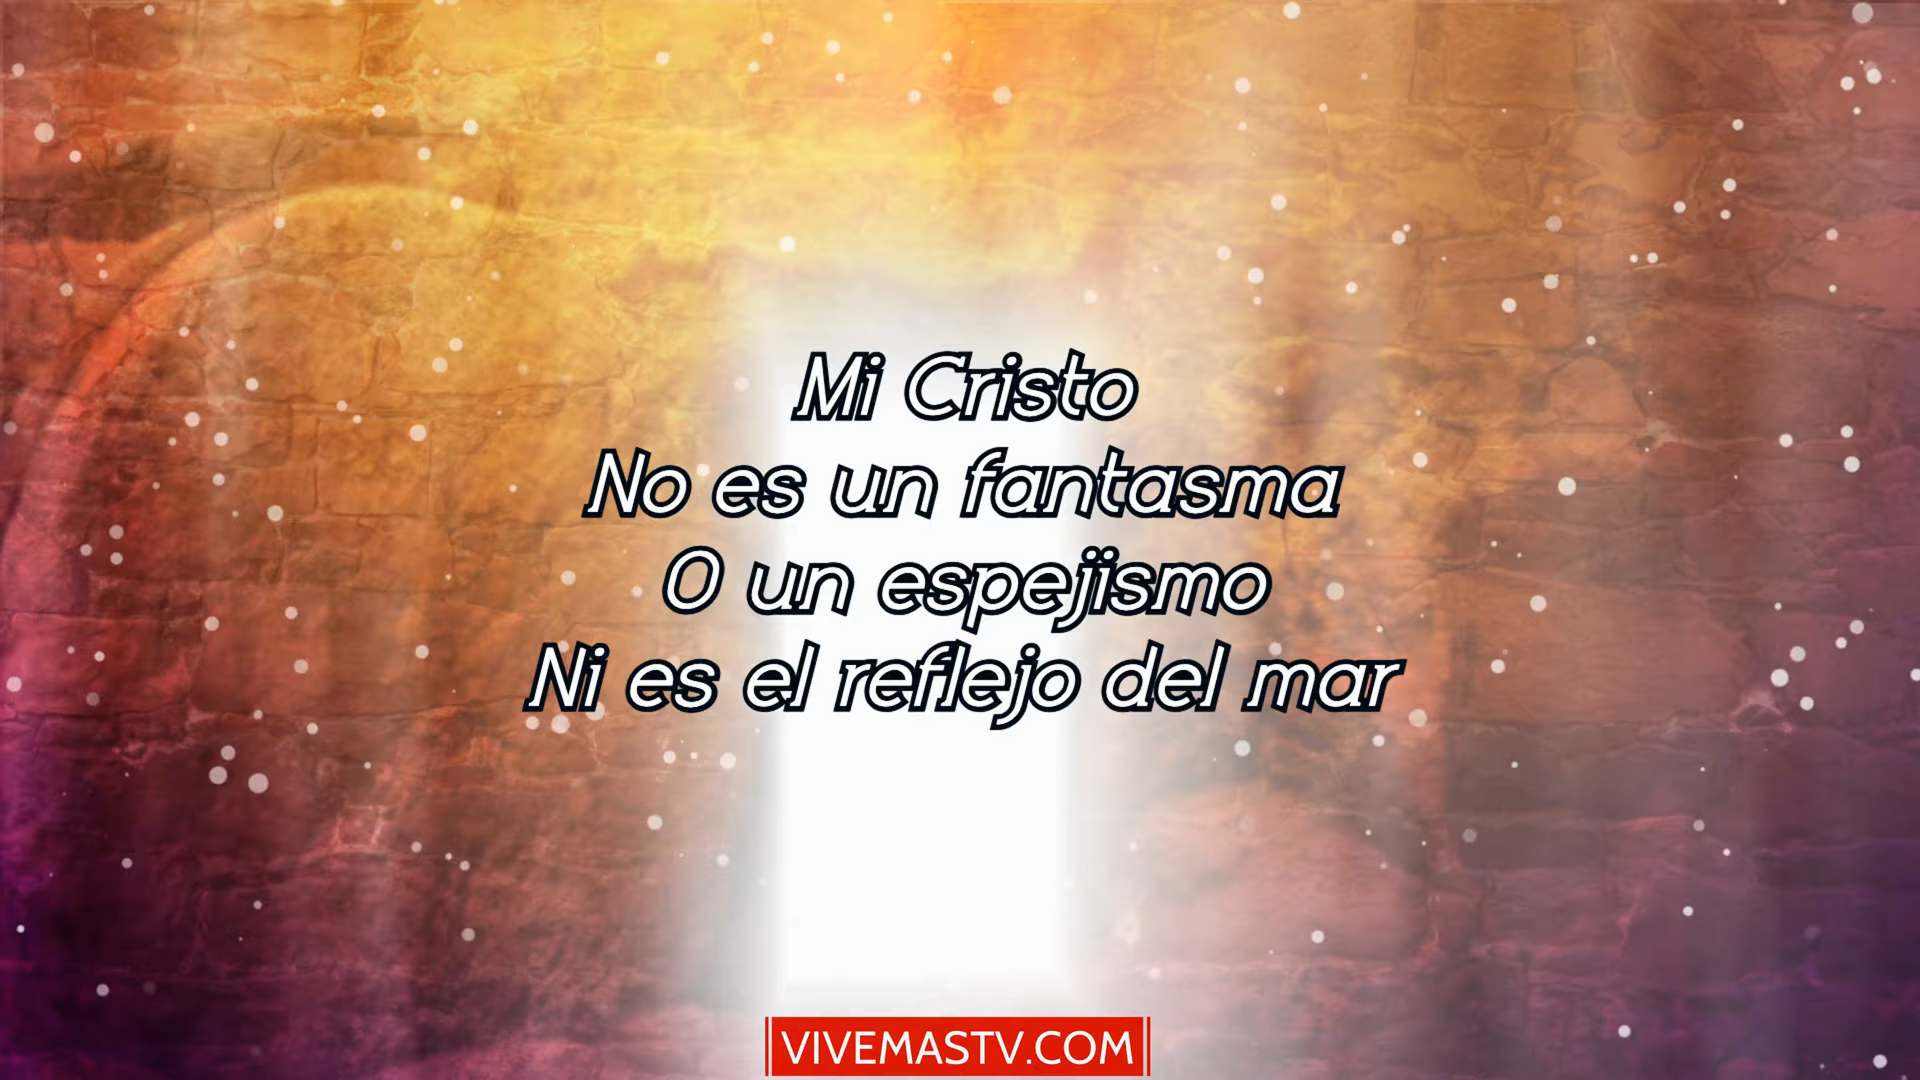 Mi Cristo
No es un fantasma
O un espejismo
Ni es el reflejo del mar
VIVEMASTV.COM